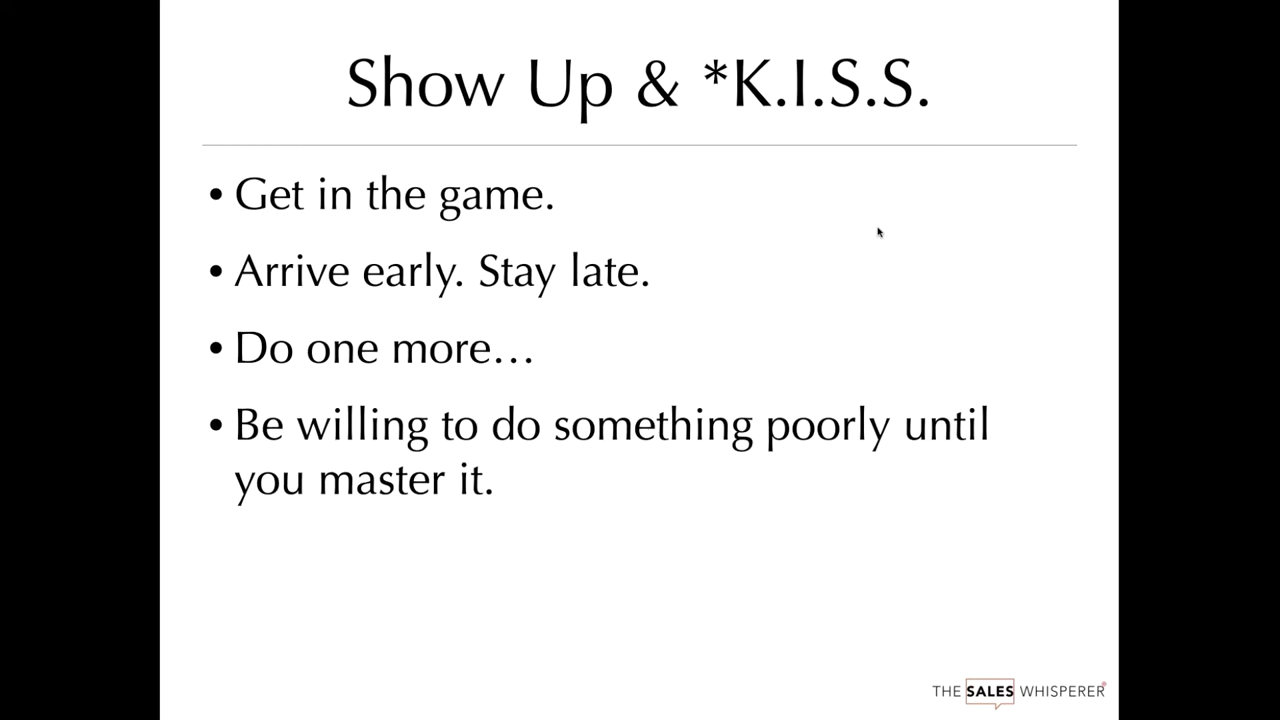 Show Up & *K.I.S.S.
• Get in the game.
• Arrive early. Stay late.
• Do one more…
• Be willing to do something poorly until
you master it.
THE SALES WHISPERER®